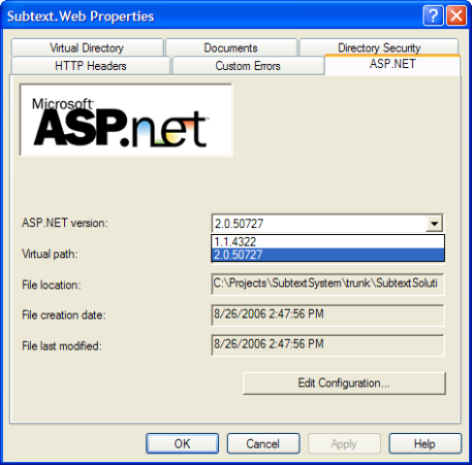 Subtext.Web Properties
Virtual Directory
Documents
Directory Security
HTTP Headers
Custom Errors
ASP.NET
Microsoft
ASP.net
ASP.NET version:
2.0.50727
1.1.4322
Virtual path:
2.0.50727
File location:
C:\Projects\SubtextSystem\trunk\SubtextSoluti
File creation date:
8/26/2006 2:47:56 PM
File last modified:
8/26/2006 2:47:56 PM
Edit Configuration...
OK
Cancel
Apply
Help